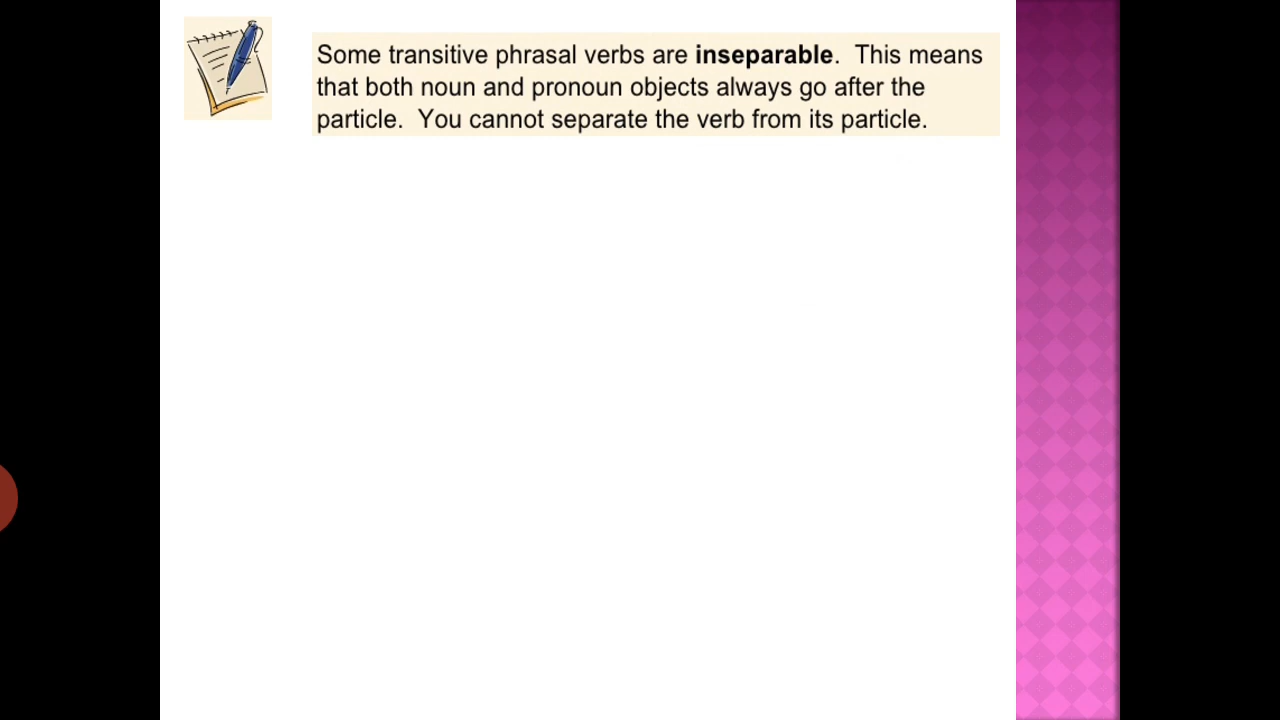 Some transitive phrasal verbs are inseparable.  This means
that both noun and pronoun objects always go after the
particle.  You cannot separate the verb from its particle.